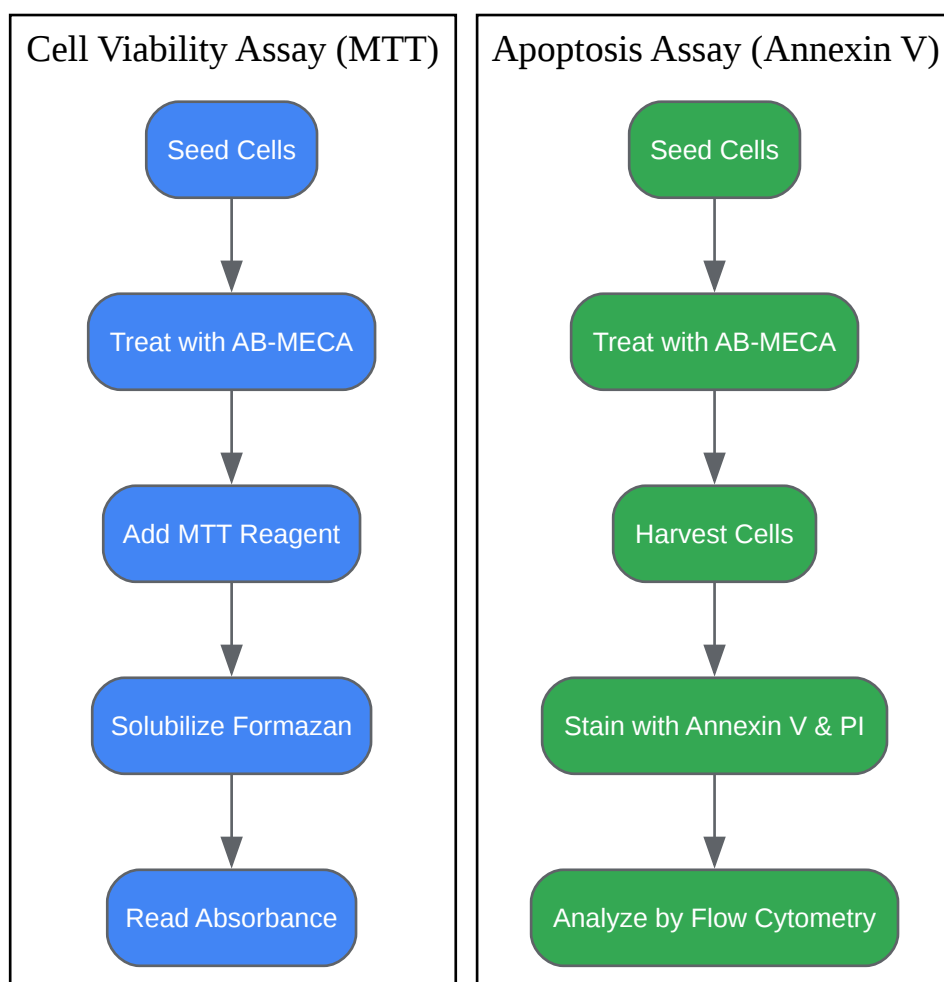 Cell Viability Assay (MTT)
Seed Cells
Treat with AB-MECA
Add MTT Reagent
Solubilize Formazan
Read Absorbance
Apoptosis Assay (Annexin V)
Seed Cells
Treat with AB-MECA
Harvest Cells
Stain with Annexin V & PI
Analyze by Flow Cytometry